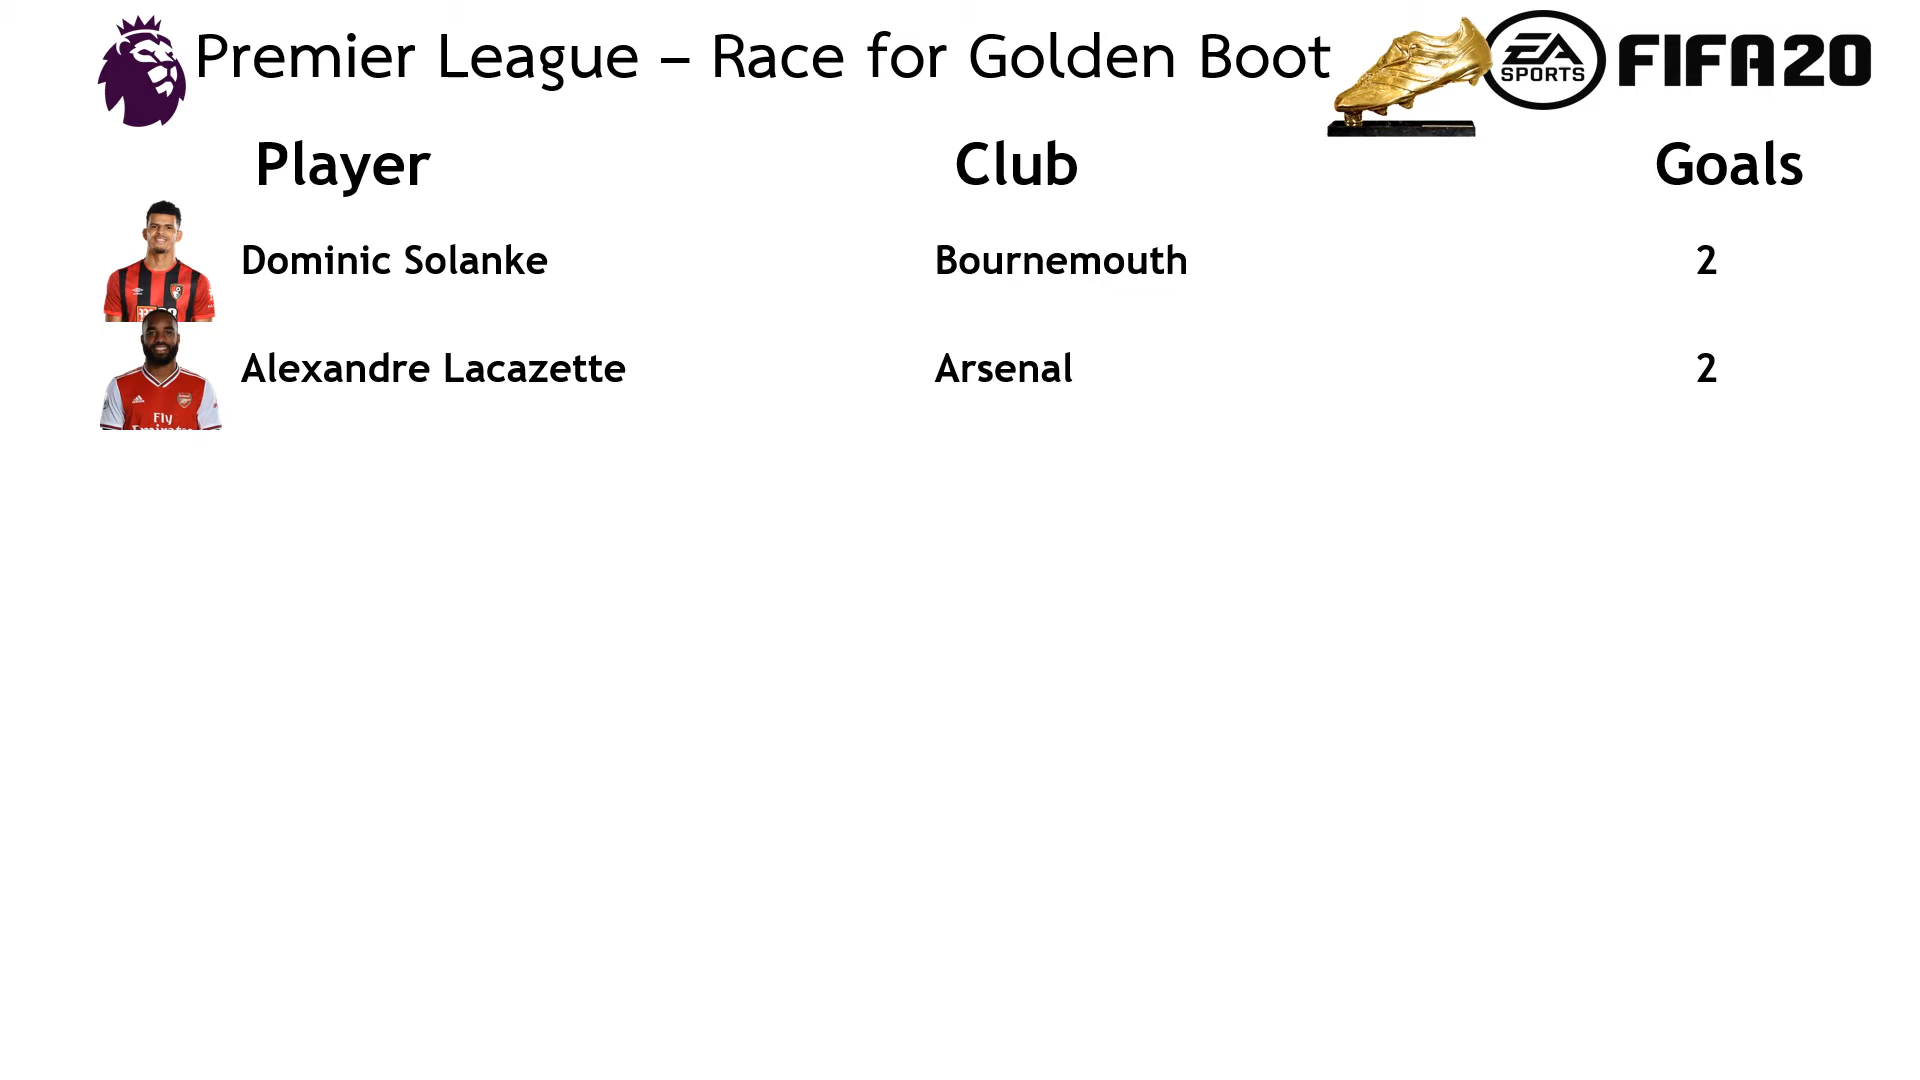 Premier League – Race for Golden Boot
EA SPORTS FIFA20
Player Club Goals
Dominic Solanke Bournemouth 2
Alexandre Lacazette Arsenal 2
Fly